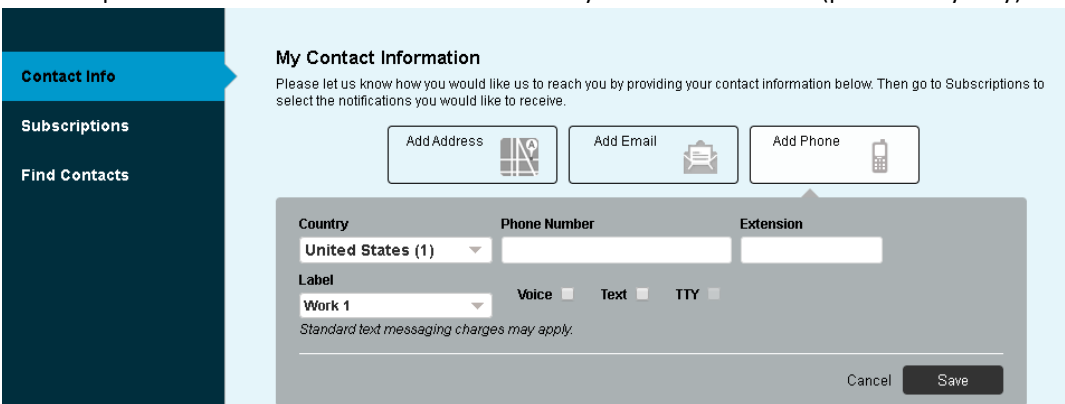 My Contact Information
Contact Info
Please let us know how you would like us to reach you by providing your contact information below. Then go to Subscriptions to
select the notifications you would like to receive.
Subscriptions
Find Contacts
Add Address
Add Email
Add Phone
Country
Phone Number
Extension
United States (1)
Label
Work 1
Voice
Text
TTY
Standard text messaging charges may apply.
Cancel
Save